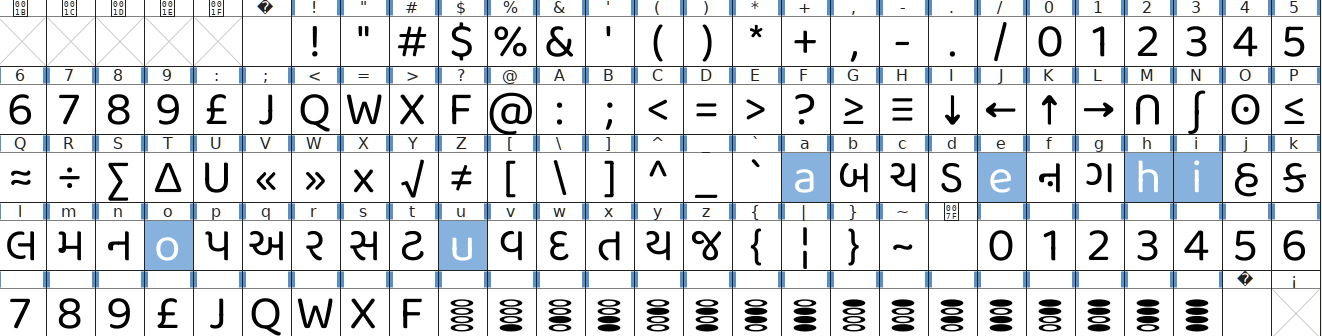 001B 001C 001D 001E 001F � ! " # $ % & ' ( ) * + , - . / 0 1 2 3 4 5
! " # $ % & ' ( ) * + , - . / 0 1 2 3 4 5
6 7 8 9 : ; < = > ? @ A B C D E F G H I J K L M N O P
6 7 8 9 £ J Q W X F @ : ; < = > ? ≥ ≡ ↓ ← ↑ → ∩ ∫ ʘ ≤
Q R S T U V W X Y Z [ \ ] ^ _ ` a b c d e f g h i j k
≈ ÷ ∑ ∆ U « » x √ ≠ [ \ ] ^ _ ` a બ ચ ડ e ન઼ ગ h i હ ક
l m n o p q r s t u v w x y z { | } ~ 007F
લ મ ન o પ અ ર સ ટ u વ દ ત ય જ { ¦ } ~ 0 1 2 3 4 5 6
� ¡
7 8 9 £ J Q W X F